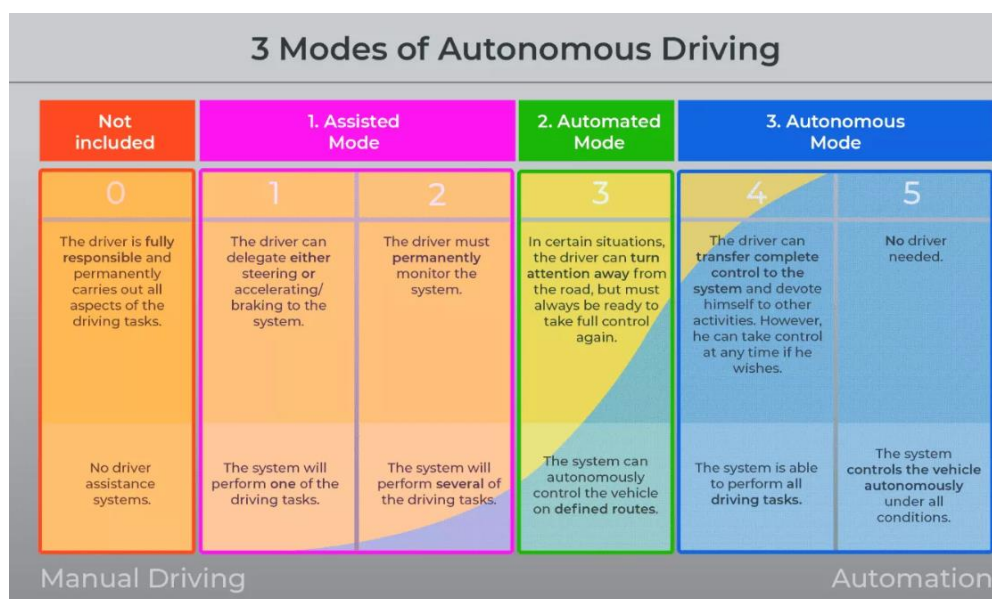 3 Modes of Autonomous Driving
Not
included
1. Assisted
Mode
2. Automated
Mode
3. Autonomous
Mode
0
The driver is fully
responsible and
permanently
carries out all
aspects of the
driving tasks.
No driver
assistance
systems.
1
The driver can
delegate either
steering or
accelerating/
braking to the
system.
The system will
perform one of the
driving tasks.
2
The driver must
permanently
monitor the
system.
The system will
perform several of
the driving tasks.
3
In certain situations,
the driver can turn
attention away from
the road, but must
always be ready to
take full control
again.
The system can
autonomously
control the vehicle
on defined routes.
4
The driver can
transfer complete
control to the
system and devote
himself to other
activities. However,
he can take control
at any time if he
wishes.
The system is able
to perform all
driving tasks.
5
No driver
needed.
The system
controls the vehicle
autonomously
under all
conditions.
Manual Driving
Automation